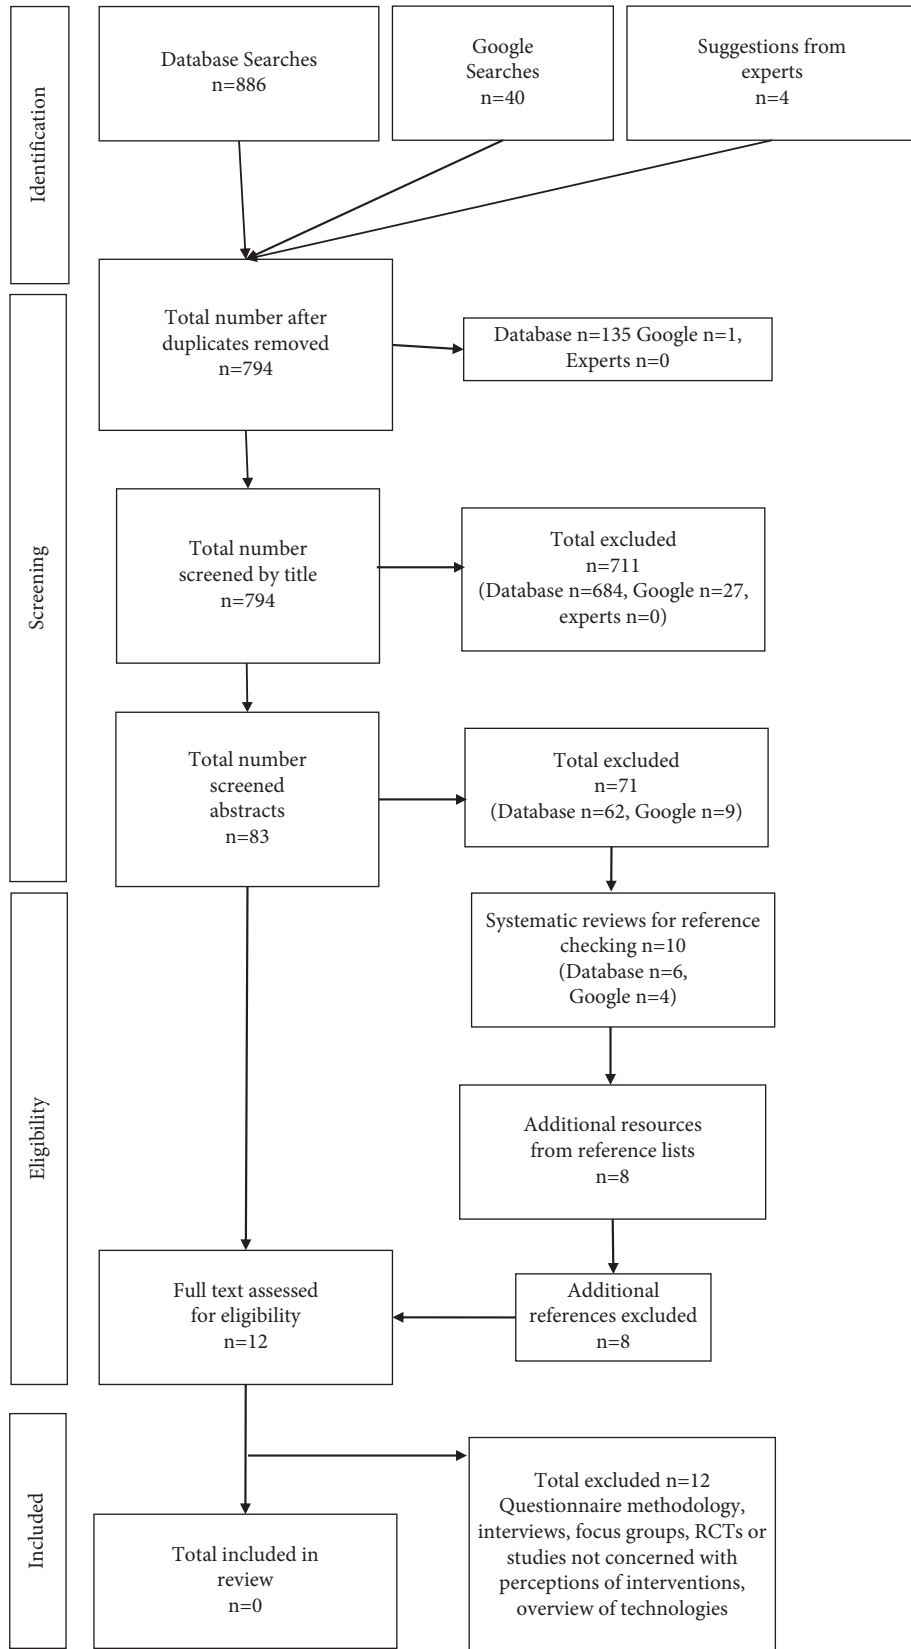 Identification
Database Searches
n=886
Google
Searches
n=40
Suggestions from
experts
n=4
Screening
Total number after
duplicates removed
n=794
Database n=135 Google n=1,
Experts n=0
Total number
screened by title
n=794
Total excluded
n=711
(Database n=684, Google n=27,
experts n=0)
Total number
screened
abstracts
n=83
Total excluded
n=71
(Database n=62, Google n=9)
Eligibility
Systematic reviews for reference
checking n=10
(Database n=6,
Google n=4)
Additional resources
from reference lists
n=8
Full text assessed
for eligibility
n=12
Additional
references excluded
n=8
Included
Total included in
review
n=0
Total excluded n=12
Questionnaire methodology,
interviews, focus groups, RCTs or
studies not concerned with
perceptions of interventions,
overview of technologies